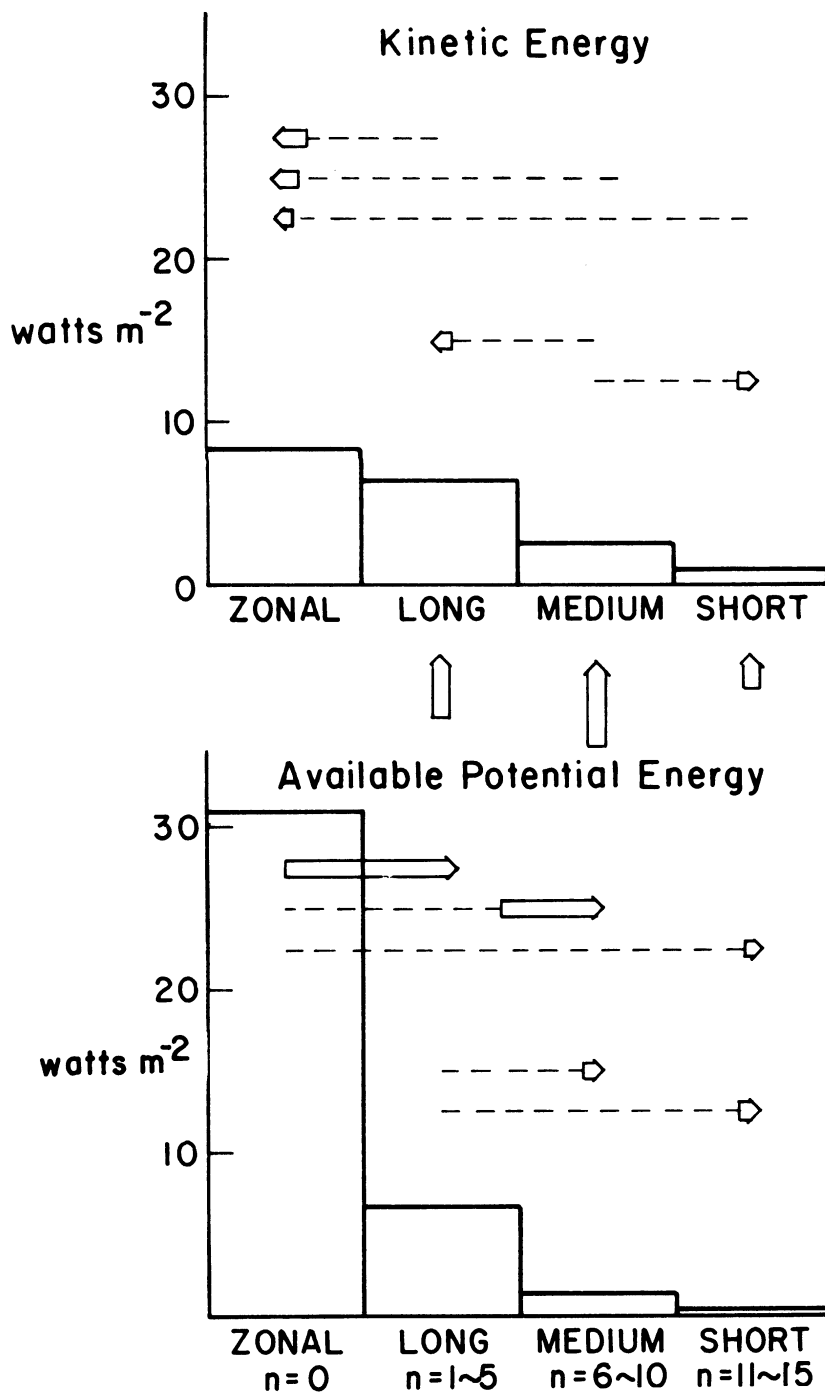 Kinetic Energy
30
20
watts m-2
10
0
ZONAL LONG MEDIUM SHORT
Available Potential Energy
30
20
watts m-2
10
ZONAL LONG MEDIUM SHORT
n=0 n=1~5 n=6~10 n=11~15